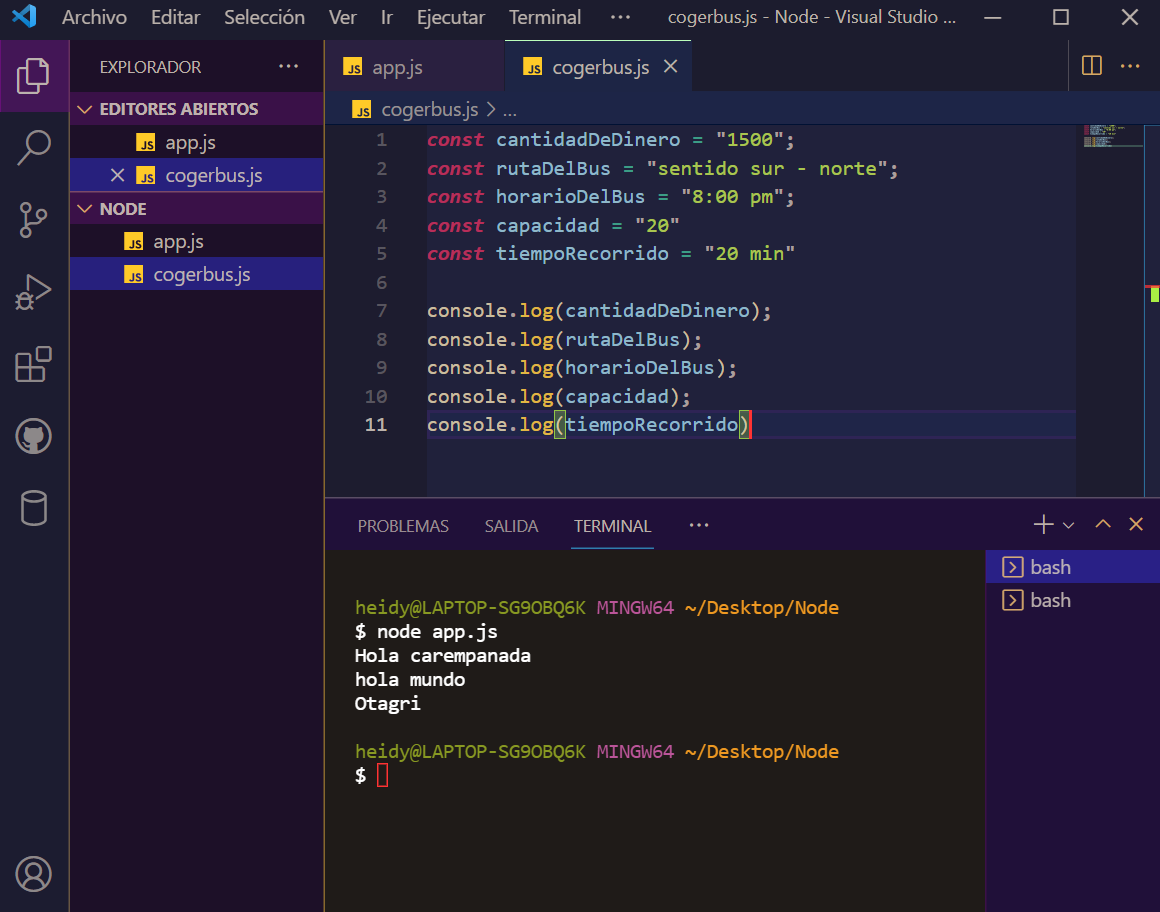 Archivo Editar Selección Ver Ir Ejecutar Terminal ··· cogerbus.js - Node - Visual Studio ...
EXPLORADOR ···
EDITORES ABIERTOS
JS app.js
JS cogerbus.js
NODE
JS app.js
JS cogerbus.js
JS app.js JS cogerbus.js
JS cogerbus.js > ...
1 const cantidadDeDinero = "1500";
2 const rutaDelBus = "sentido sur - norte";
3 const horarioDelBus = "8:00 pm";
4 const capacidad = "20"
5 const tiempoRecorrido = "20 min"
6
7 console.log(cantidadDeDinero);
8 console.log(rutaDelBus);
9 console.log(horarioDelBus);
10 console.log(capacidad);
11 console.log(tiempoRecorrido)
PROBLEMAS SALIDA TERMINAL ···
heidy@LAPTOP-SG9OBQ6K MINGW64 ~/Desktop/Node
$ node app.js
Hola carempanada
hola mundo
Otagri
heidy@LAPTOP-SG9OBQ6K MINGW64 ~/Desktop/Node
$
bash
bash